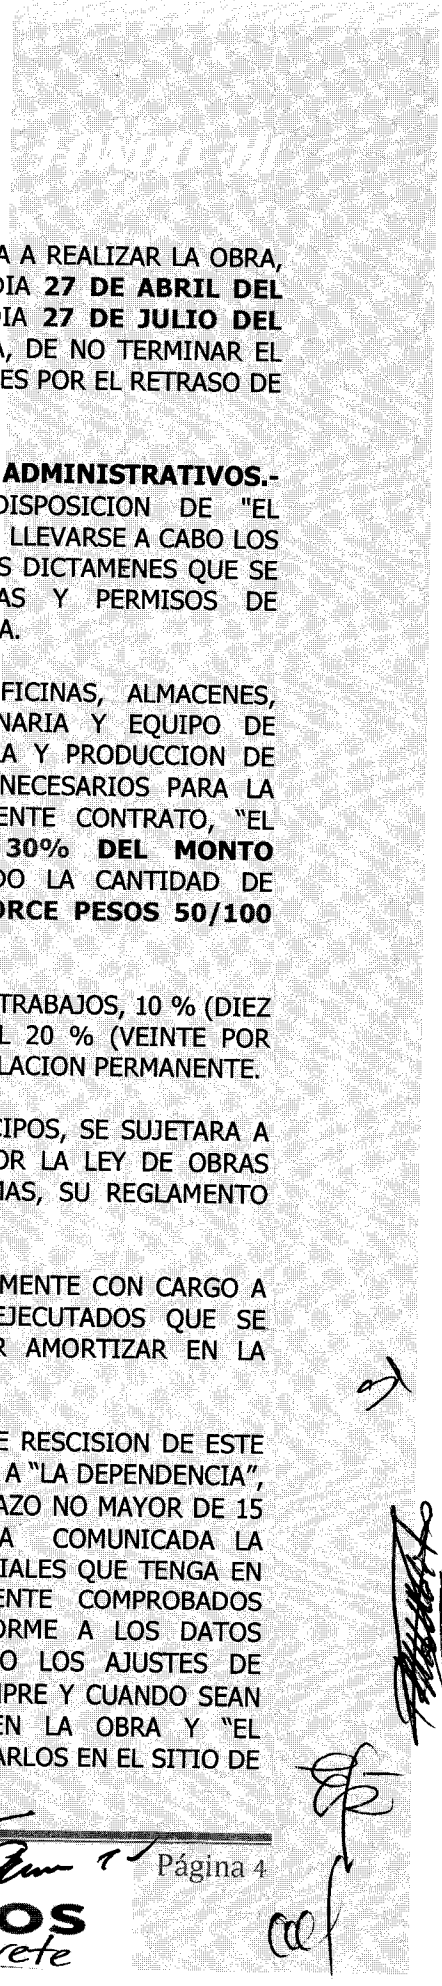 FONDO III
A A REALIZAR LA OBRA,
DIA 27 DE ABRIL DEL
DIA 27 DE JULIO DEL
A, DE NO TERMINAR EL
ES POR EL RETRASO DE
ADMINISTRATIVOS.-
DISPOSICION DE "EL
LLEVARSE A CABO LOS
S DICTAMENES QUE SE
AS Y PERMISOS DE
A.
FICINAS, ALMACENES,
NARIA Y EQUIPO DE
A Y PRODUCCION DE
NECESARIOS PARA LA
ENTE CONTRATO, "EL
30% DEL MONTO
DO LA CANTIDAD DE
ORCE PESOS 50/100
TRABAJOS, 10 % (DIEZ
L 20 % (VEINTE POR
LACION PERMANENTE.
CIPOS, SE SUJETARA A
OR LA LEY DE OBRAS
MAS, SU REGLAMENTO
MENTE CON CARGO A
EJECUTADOS QUE SE
R AMORTIZAR EN LA
E RESCISION DE ESTE
A "LA DEPENDENCIA",
AZO NO MAYOR DE 15
A COMUNICADA LA
IALES QUE TENGA EN
ENTE COMPROBADOS
ORME A LOS DATOS
O LOS AJUSTES DE
MPRE Y CUANDO SEAN
EN LA OBRA Y "EL
ARLOS EN EL SITIO DE
Página 4
OS
rete